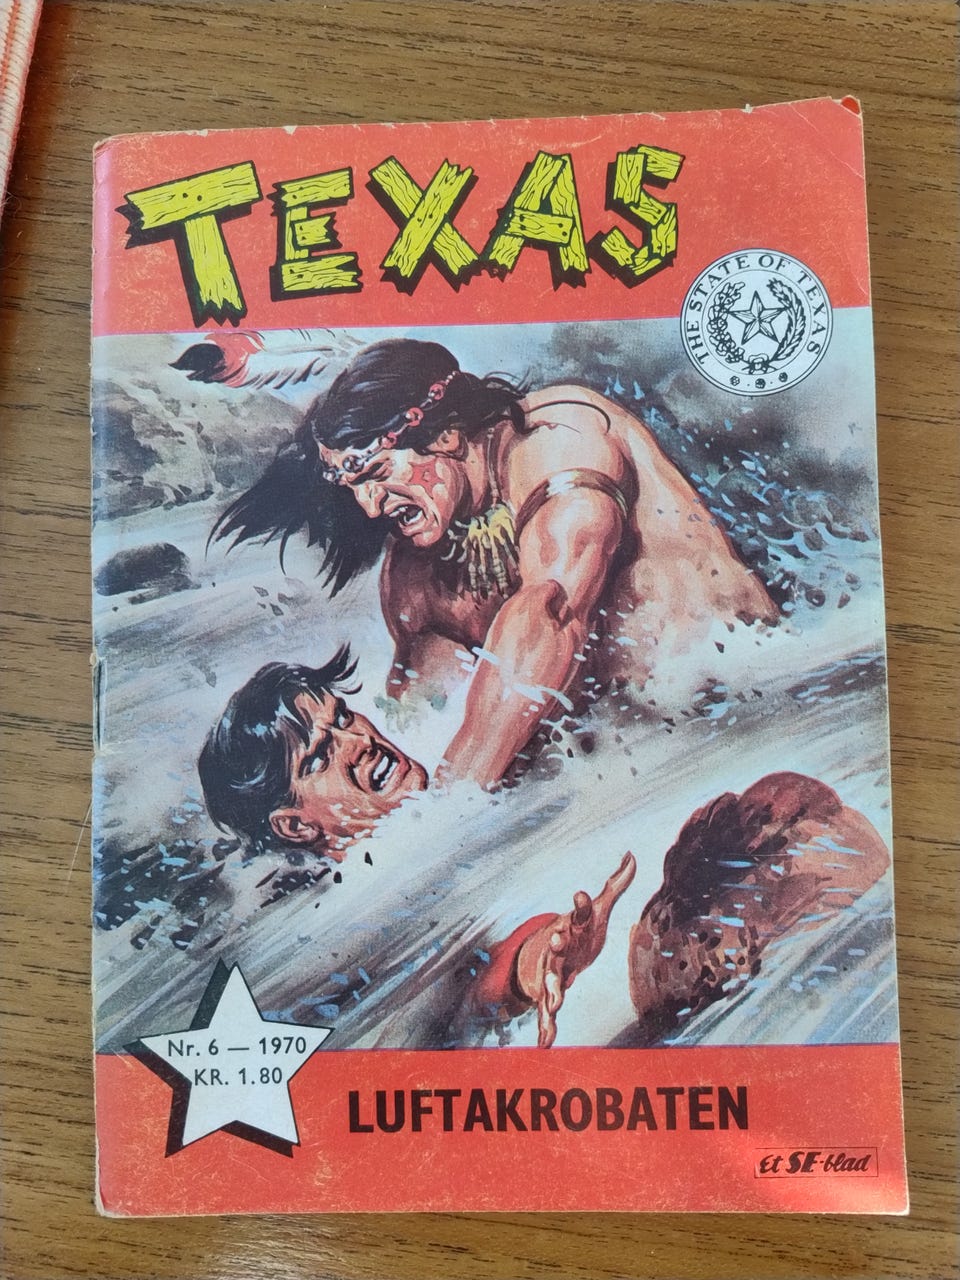 TEXAS
THE STATE OF TEXAS
Nr. 6 — 1970
KR. 1.80
LUFTAKROBATEN
Et SE-blad